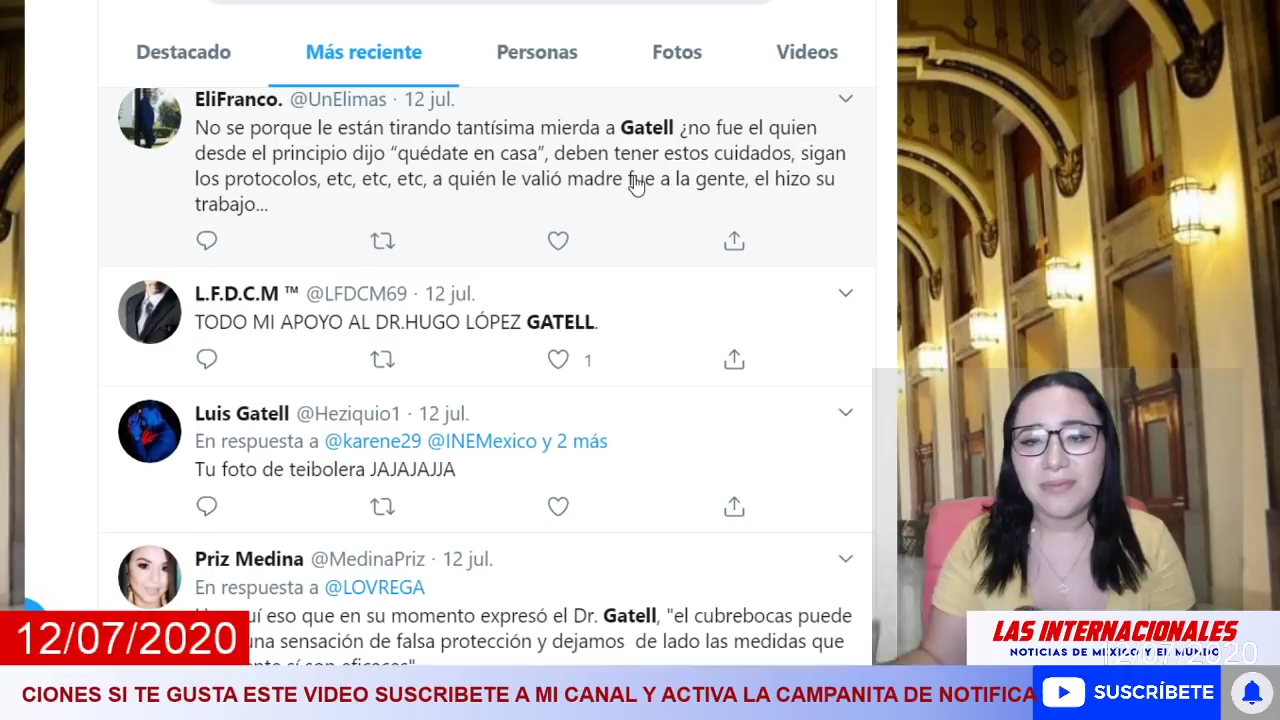 Destacado Más reciente Personas Fotos Videos
EliFranco. @UnElimas · 12 jul.
No se porque le están tirando tantísima mierda a Gatell ¿no fue el quien
desde el principio dijo “quédate en casa”, deben tener estos cuidados, sigan
los protocolos, etc, etc, etc, a quién le valió madre fue a la gente, el hizo su
trabajo...
L.F.D.C.M ™ @LFDCM69 · 12 jul.
TODO MI APOYO AL DR.HUGO LÓPEZ GATELL.
1
Luis Gatell @Heziquio1 · 12 jul.
En respuesta a @karene29 @INEMexico y 2 más
Tu foto de teibolera JAJAJAJJA
Priz Medina @MedinaPriz · 12 jul.
En respuesta a @LOVREGA
eso que en su momento expresó el Dr. Gatell, "el cubrebocas puede
una sensación de falsa protección y dejamos de lado las medidas que
12/07/2020
LAS INTERNACIONALES
NOTICIAS DE MEXICO Y EL MUNDO
12/07/2020
CIONES SI TE GUSTA ESTE VIDEO SUSCRIBETE A MI CANAL Y ACTIVA LA CAMPANITA DE NOTIFICA
SUSCRÍBETE